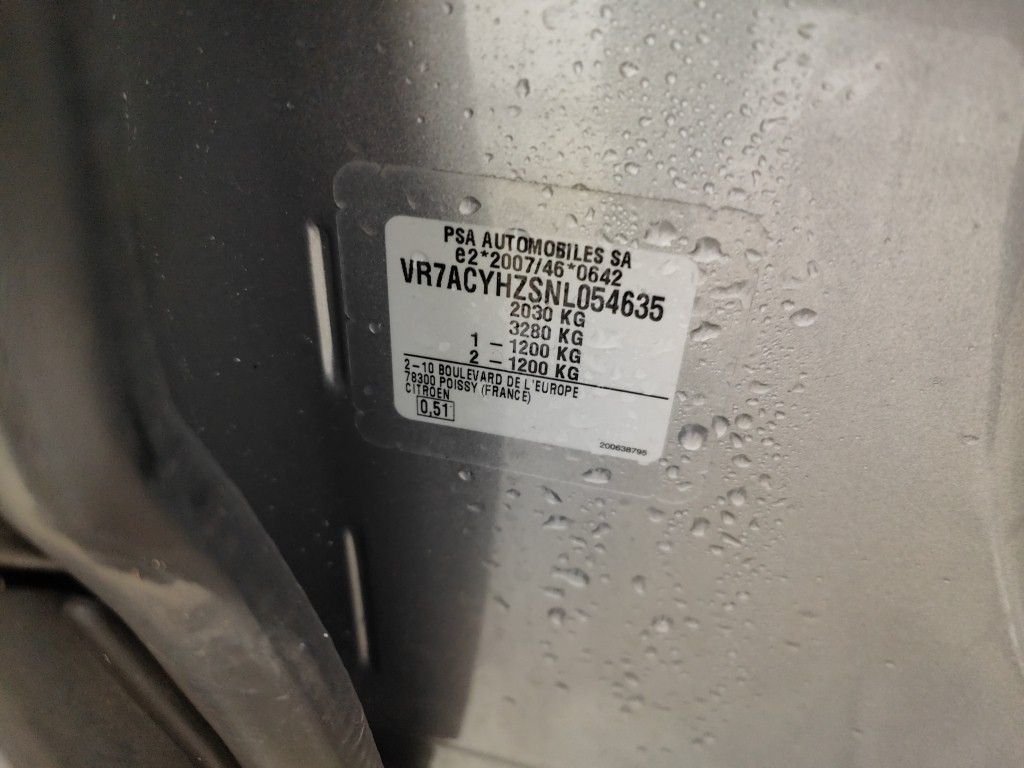 PSA AUTOMOBILES SA
e2*2007/46*0642
VR7ACYHZSNL054635
2030 KG
3280 KG
1 - 1200 KG
2 - 1200 KG
2-10 BOULEVARD DE L'EUROPE
78300 POISSY (FRANCE)
CITROEN
0,51
200638795